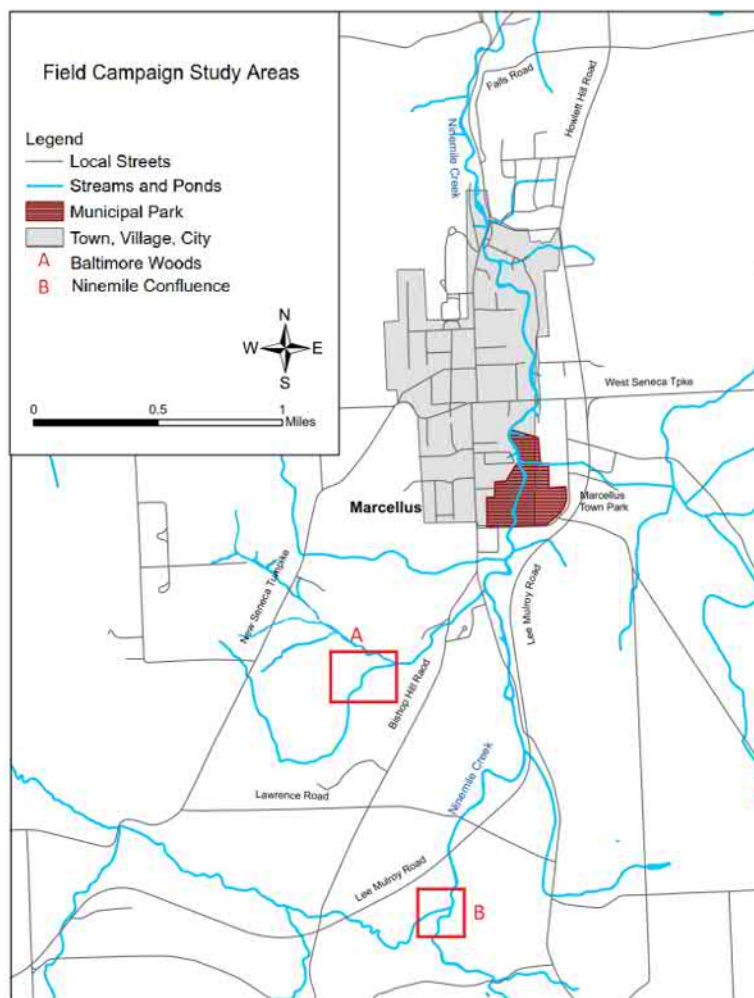 Field Campaign Study Areas
Legend
Local Streets
Streams and Ponds
Municipal Park
Town, Village, City
A Baltimore Woods
B Ninemile Confluence
N
W E
S
0 0.5 1
Miles
Falls Road
Howlett Hill Road
Ninemile Creek
West Seneca Tpke
Marcellus
Marcellus
Town Park
New Seneca Turnpike
Lee Mulroy Road
A
Bishop Hill Raod
Lawrence Road
Ninemile Creek
Lee Mulroy Road
B